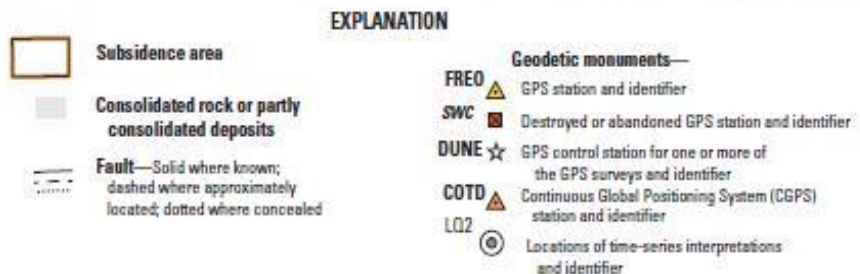 EXPLANATION
Subsidence area
Consolidated rock or partly
consolidated deposits
Fault—Solid where known;
dashed where approximately
located; dotted where concealed
Geodetic monuments—
FREO GPS station and identifier
SWC Destroyed or abandoned GPS station and identifier
DUNE GPS control station for one or more of
the GPS surveys and identifier
COTD Continuous Global Positioning System (CGPS)
station and identifier
LQ2 Locations of time-series interpretations
and identifier